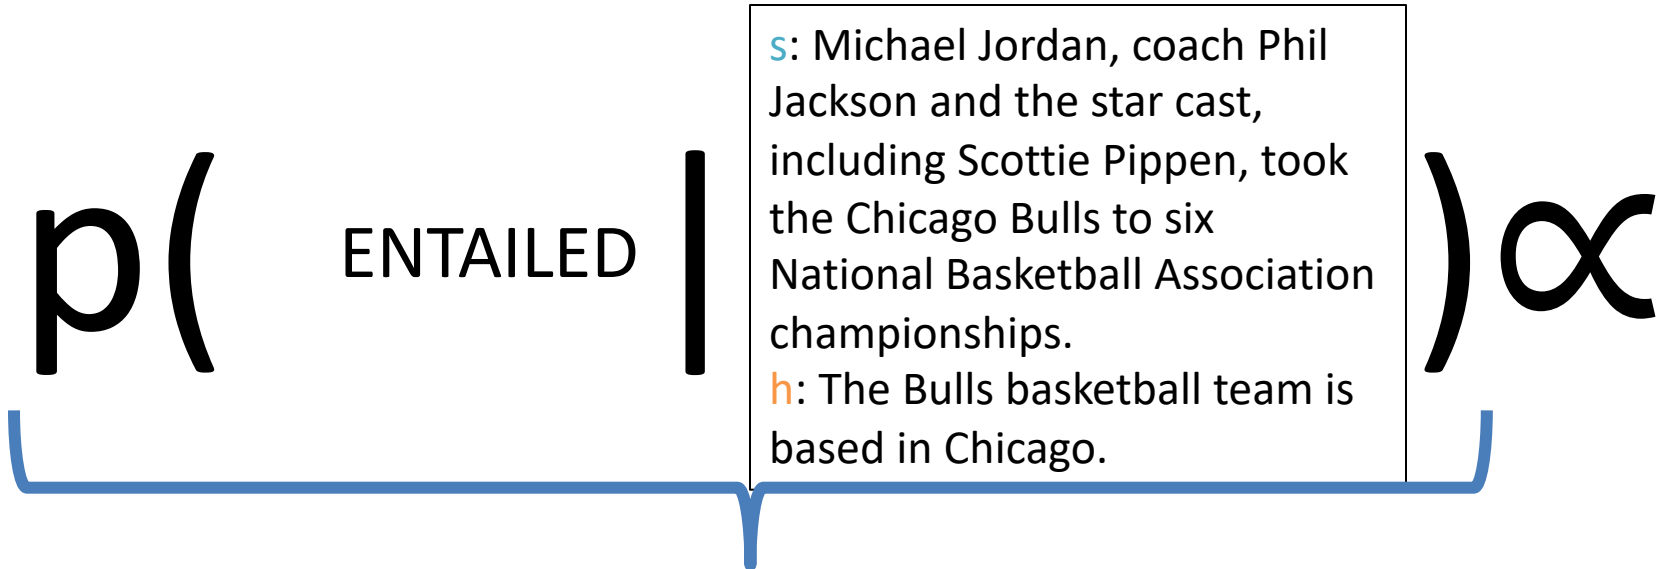 p( ENTAILED | 
s: Michael Jordan, coach Phil
Jackson and the star cast,
including Scottie Pippen, took
the Chicago Bulls to six
National Basketball Association
championships.
h: The Bulls basketball team is
based in Chicago.
) ∝